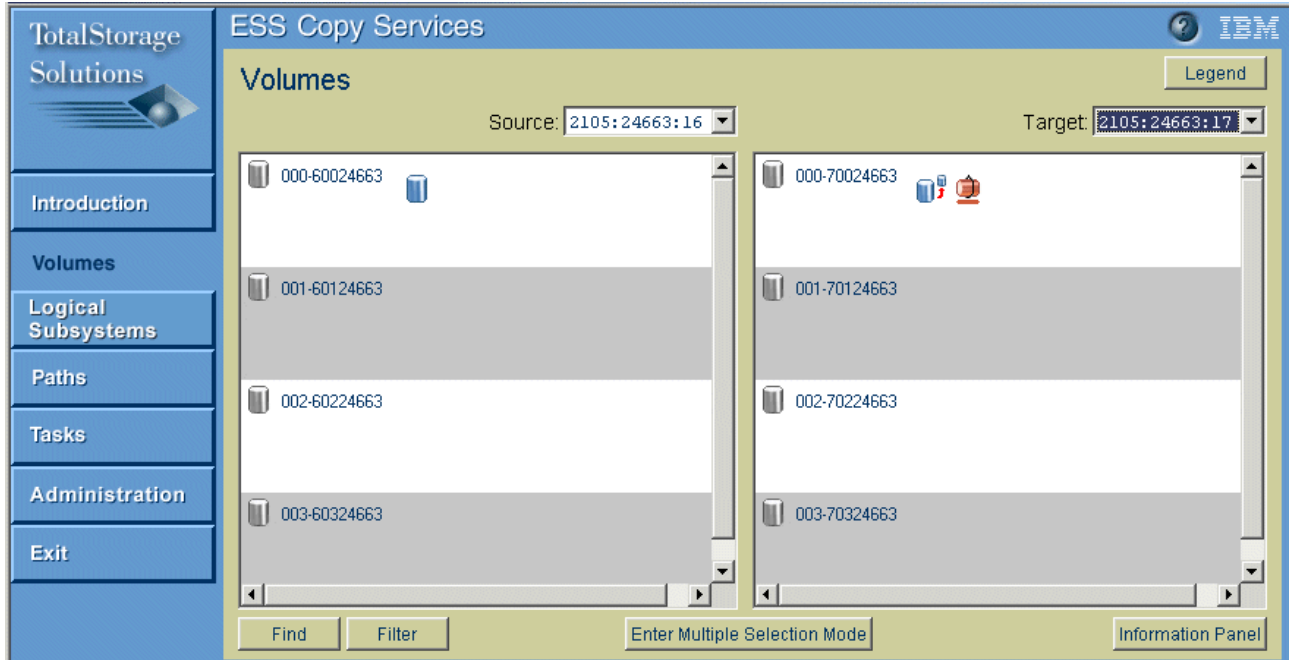 TotalStorage
Solutions
ESS Copy Services
? IBM
Volumes
Legend
Source: 2105:24663:16
Target: 2105:24663:17
Introduction
Volumes
Logical
Subsystems
Paths
Tasks
Administration
Exit
000-60024663
001-60124663
002-60224663
003-60324663
000-70024663
001-70124663
002-70224663
003-70324663
Find
Filter
Enter Multiple Selection Mode
Information Panel